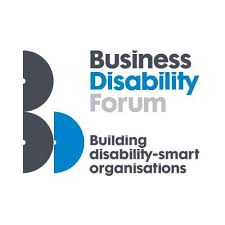 Business
Disability
Forum
Building
disability-smart
organisations